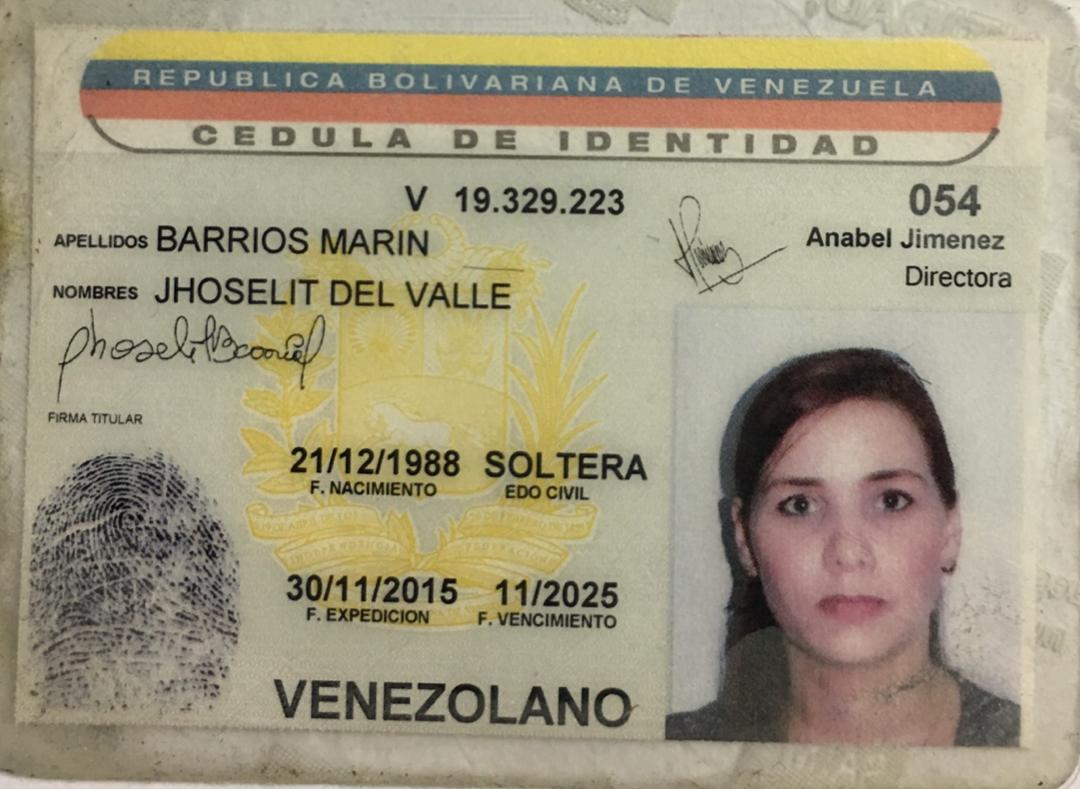 REPUBLICA BOLIVARIANA DE VENEZUELA
CEDULA DE IDENTIDAD
V 19.329.223
054
APELLIDOS BARRIOS MARIN
Anabel Jimenez
Directora
NOMBRES JHOSELIT DEL VALLE
Jhoselit Barrios
FIRMA TITULAR
21/12/1988 SOLTERA
F. NACIMIENTO EDO CIVIL
30/11/2015 11/2025
F. EXPEDICION F. VENCIMIENTO
VENEZOLANO